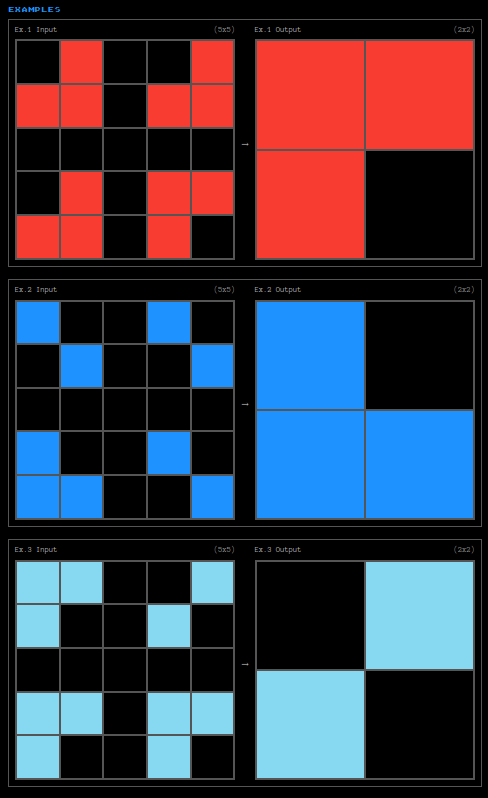 EXAMPLES
Ex.1 Input (5x5) Ex.1 Output (2x2)
→
Ex.2 Input (5x5) Ex.2 Output (2x2)
→
Ex.3 Input (5x5) Ex.3 Output (2x2)
→